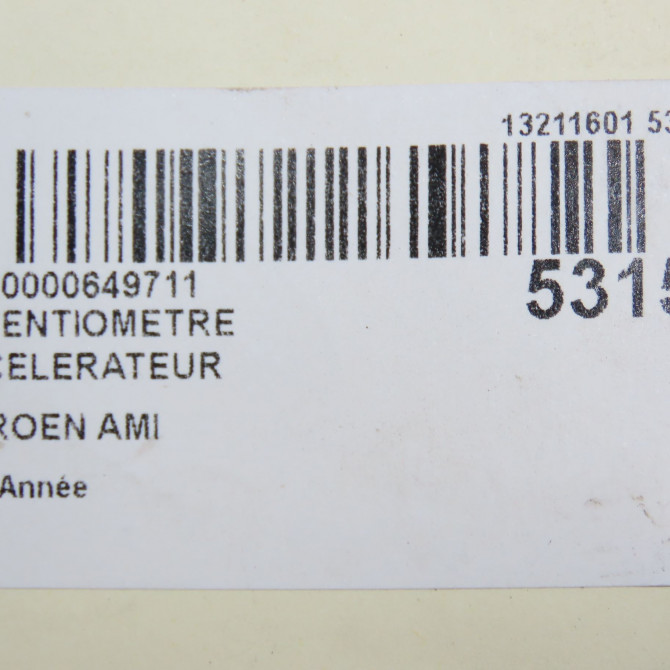 13211601 53
0000649711
5315
ENTIOMETRE
CELERATEUR
ROEN AMI
Année